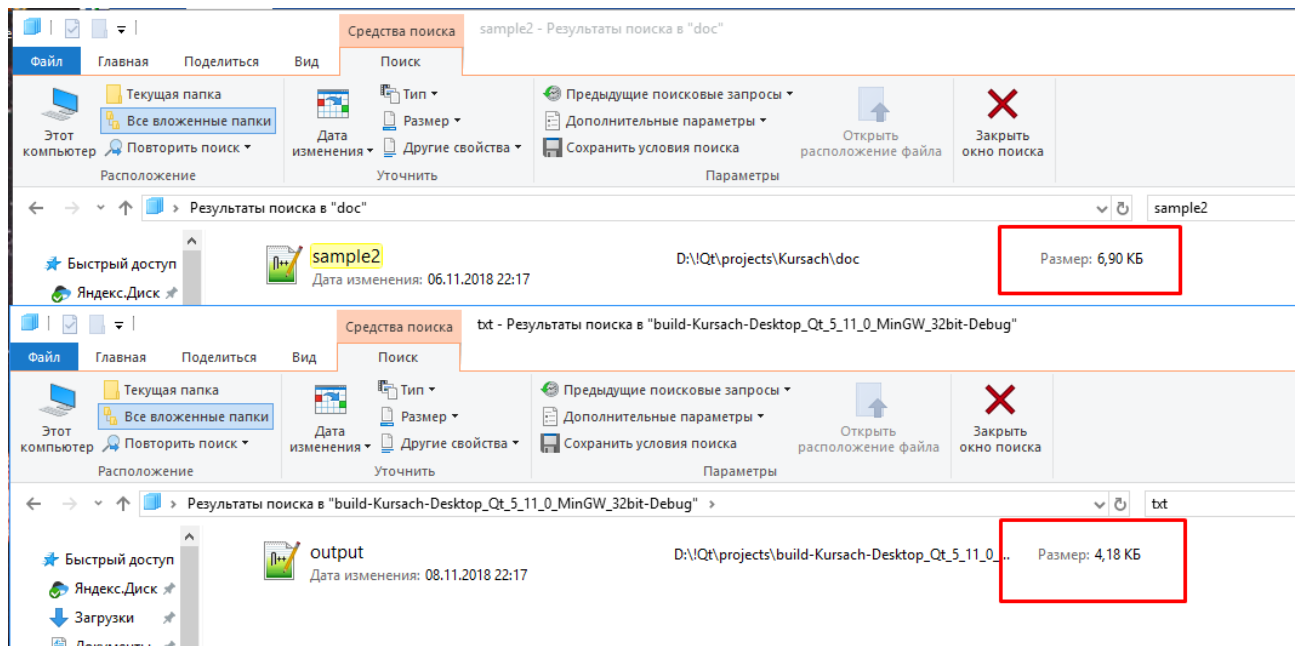 Средства поиска
sample2 - Результаты поиска в "doc"
Файл
Главная
Поделиться
Вид
Поиск
Этот компьютер
Текущая папка
Все вложенные папки
Повторить поиск
Расположение
Дата изменения
Тип
Размер
Другие свойства
Уточнить
Предыдущие поисковые запросы
Дополнительные параметры
Сохранить условия поиска
Открыть расположение файла
Параметры
Закрыть окно поиска
Результаты поиска в "doc"
sample2
Быстрый доступ
Яндекс.Диск
sample2
Дата изменения: 06.11.2018 22:17
D:\!Qt\projects\Kursach\doc
Размер: 6,90 КБ
Средства поиска
txt - Результаты поиска в "build-Kursach-Desktop_Qt_5_11_0_MinGW_32bit-Debug"
Файл
Главная
Поделиться
Вид
Поиск
Этот компьютер
Текущая папка
Все вложенные папки
Повторить поиск
Расположение
Дата изменения
Тип
Размер
Другие свойства
Уточнить
Предыдущие поисковые запросы
Дополнительные параметры
Сохранить условия поиска
Открыть расположение файла
Параметры
Закрыть окно поиска
Результаты поиска в "build-Kursach-Desktop_Qt_5_11_0_MinGW_32bit-Debug"
txt
Быстрый доступ
Яндекс.Диск
Загрузки
Документы
output
Дата изменения: 08.11.2018 22:17
D:\!Qt\projects\build-Kursach-Desktop_Qt_5_11_0_...
Размер: 4,18 КБ